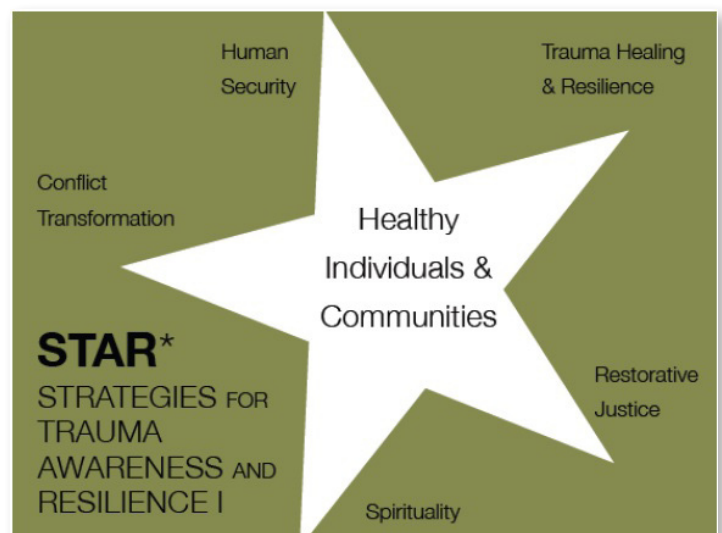 Human
Security
Trauma Healing
& Resilience
Conflict
Transformation
Healthy
Individuals &
Communities
STAR*
STRATEGIES FOR
TRAUMA
AWARENESS AND
RESILIENCE I
Restorative
Justice
Spirituality